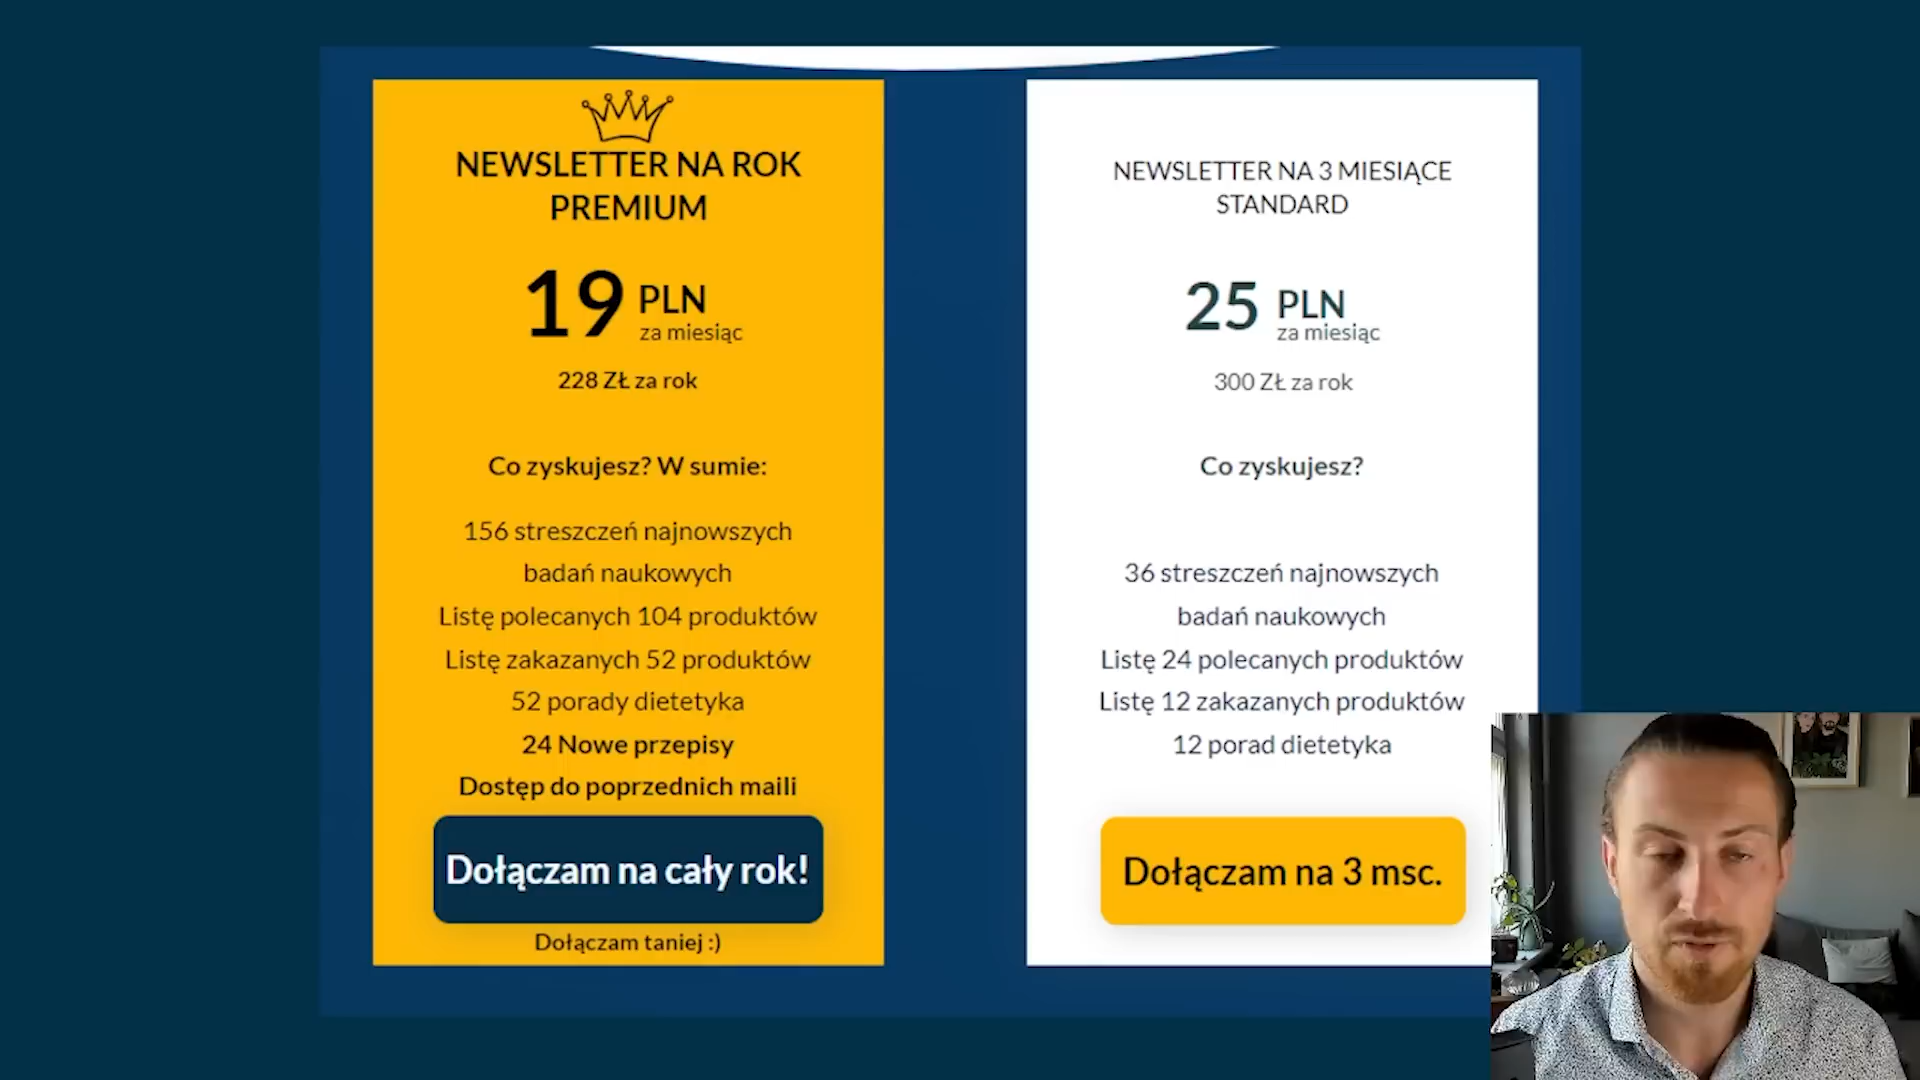 NEWSLETTER NA ROK
PREMIUM
19 PLN
za miesiąc
228 ZŁ za rok
Co zyskujesz? W sumie:
156 streszczeń najnowszych
badań naukowych
Listę polecanych 104 produktów
Listę zakazanych 52 produktów
52 porady dietetyka
24 Nowe przepisy
Dostęp do poprzednich maili
Dołączam na cały rok!
Dołączam taniej :)
NEWSLETTER NA 3 MIESIĄCE
STANDARD
25 PLN
za miesiąc
300 ZŁ za rok
Co zyskujesz?
36 streszczeń najnowszych
badań naukowych
Listę 24 polecanych produktów
Listę 12 zakazanych produktów
12 porad dietetyka
Dołączam na 3 msc.